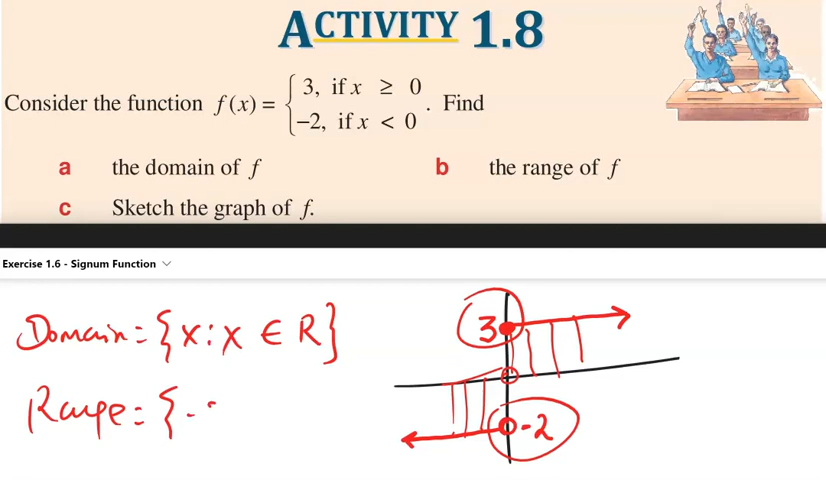 ACTIVITY 1.8
Consider the function f(x) = { 3, if x ≥ 0
−2, if x < 0 . Find
a the domain of f b the range of f
c Sketch the graph of f.
Exercise 1.6 - Signum Function
Domain = {x : x ∈ R}
3
Range = {-
-2